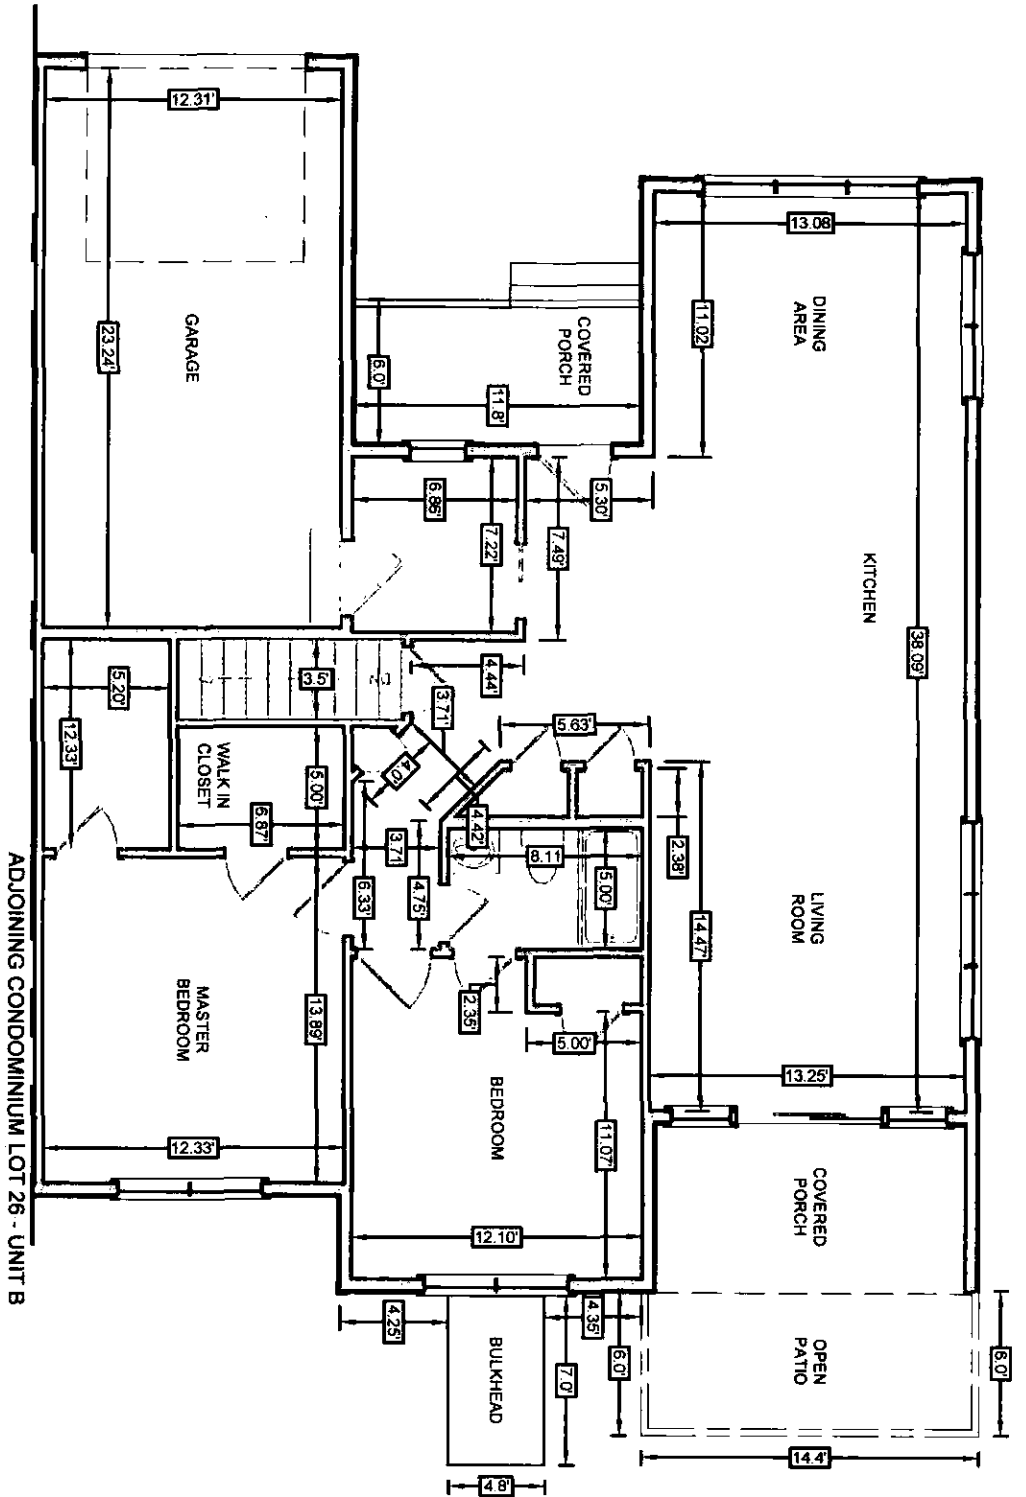 12.31'
23.24'
GARAGE
13.08
11.02
DINING
AREA
COVERED
PORCH
6.0'
11.8'
6.86'
7.22'
5.30'
7.49'
KITCHEN
38.09'
4.44'
3.5'
3.71'
5.63'
5.20'
12.33'
WALK IN
CLOSET
5.00'
6.87'
4.0'
4.42'
3.71
6.33'
4.75'
8.11
5.00'
2.38'
14.47'
LIVING
ROOM
MASTER
BEDROOM
13.89'
2.35'
5.00'
BEDROOM
11.07'
13.25'
12.33'
12.10'
COVERED
PORCH
4.25'
4.35'
BULKHEAD
7.0'
6.0'
OPEN
PATIO
6.0'
14.4'
4.8'
ADJOINING CONDOMINIUM LOT 26 - UNIT B